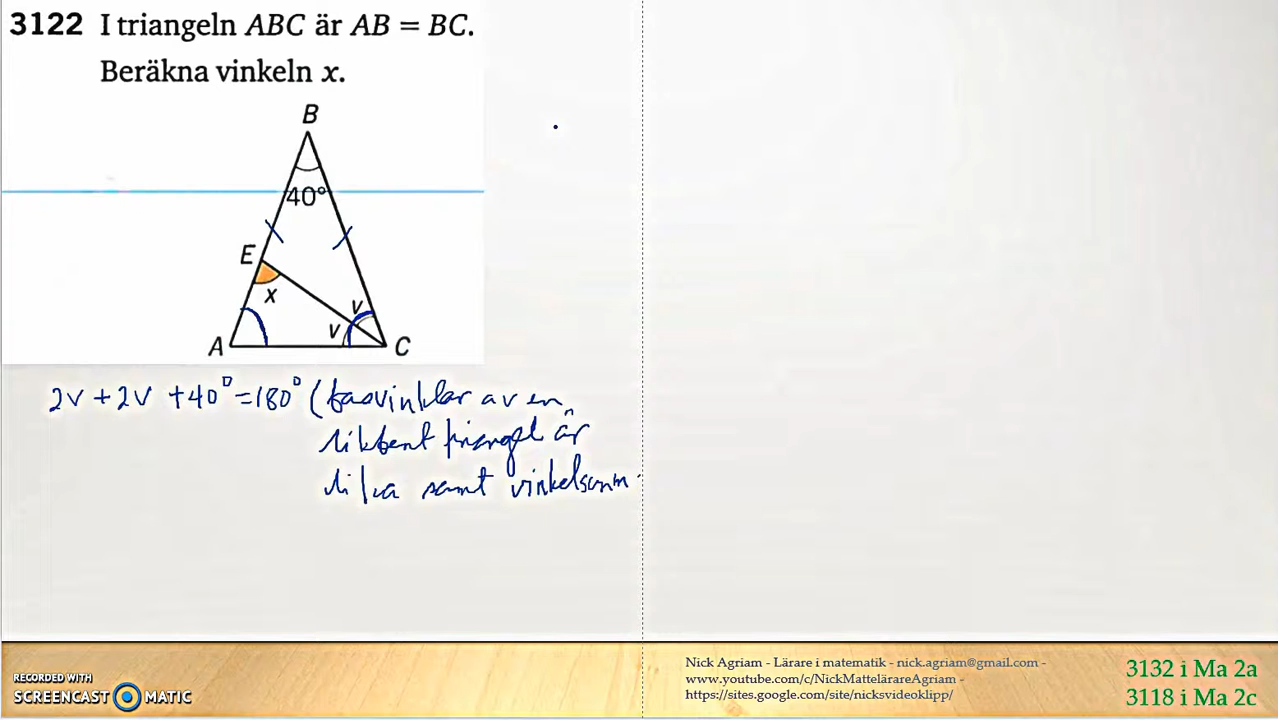 3122 I triangeln ABC är AB = BC.
Beräkna vinkeln x.
B
40°
E
x
v
v
A
C
2v + 2v + 40° = 180° (basvinklar av en
likbent triangel är
lika samt vinkelsumm
RECORDED WITH
SCREENCAST MATIC
Nick Agriam - Lärare i matematik - nick.agriam@gmail.com -
www.youtube.com/c/NickMattelärareAgriam -
https://sites.google.com/site/nicksvideoklipp/
3132 i Ma 2a
3118 i Ma 2c